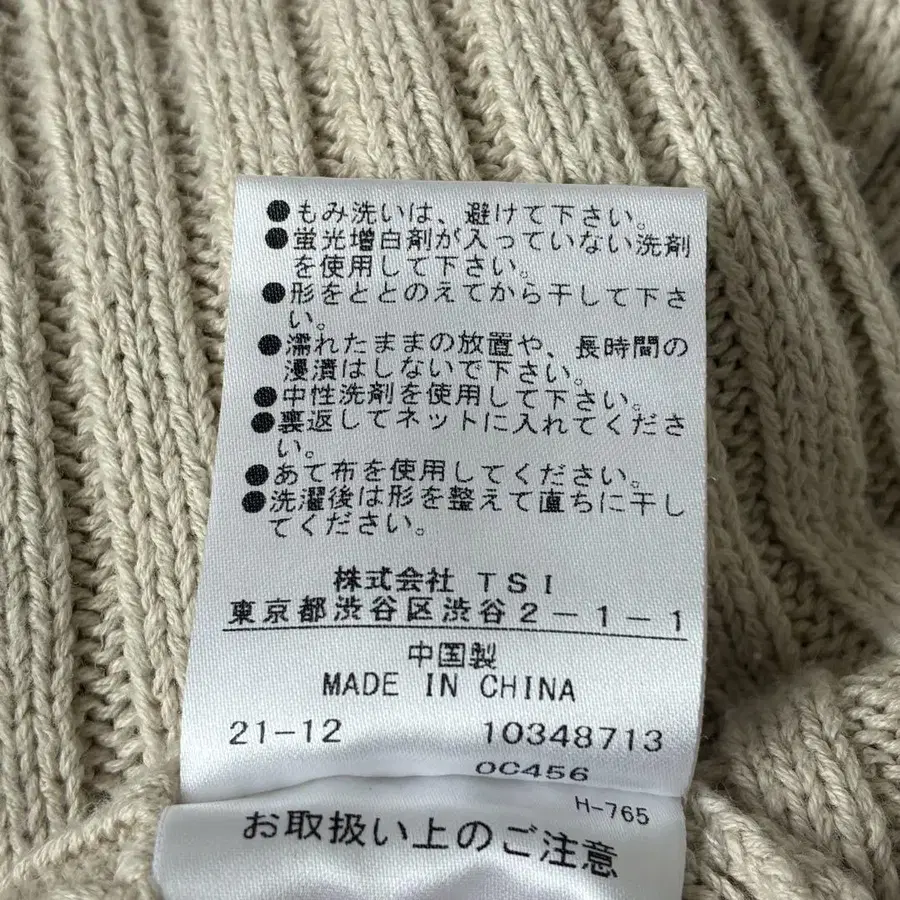 ●もみ洗いは、避けて下さい。
●蛍光増白剤が入っていない洗剤
を使用して下さい。
●形をととのえてから干して下さ
い。
●濡れたままの放置や、長時間の
浸漬はしないで下さい。
●中性洗剤を使用して下さい。
●裏返してネットに入れてくださ
い。
●あて布を使用してください。
●洗濯後は形を整えて直ちに干し
てください。
株式会社 TSI
東京都渋谷区渋谷2-1-1
中国製
MADE IN CHINA
21-12 10348713
0C456
H-765
お取扱い上のご注意